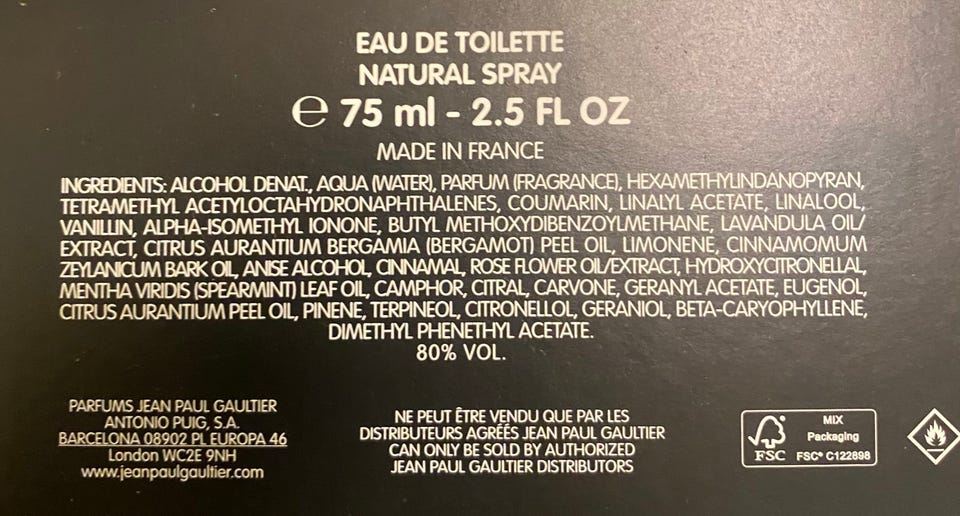 EAU DE TOILETTE
NATURAL SPRAY
℮ 75 ml - 2.5 FL OZ
MADE IN FRANCE
INGREDIENTS: ALCOHOL DENAT., AQUA (WATER), PARFUM (FRAGRANCE), HEXAMETHYLINDANOPYRAN,
TETRAMETHYL ACETYLOCTAHYDRONAPHTHALENES, COUMARIN, LINALYL ACETATE, LINALOOL,
VANILLIN, ALPHA-ISOMETHYL IONONE, BUTYL METHOXYDIBENZOYLMETHANE, LAVANDULA OIL/
EXTRACT, CITRUS AURANTIUM BERGAMIA (BERGAMOT) PEEL OIL, LIMONENE, CINNAMOMUM
ZEYLANICUM BARK OIL, ANISE ALCOHOL, CINNAMAL, ROSE FLOWER OIL/EXTRACT, HYDROXYCITRONELLAL,
MENTHA VIRIDIS (SPEARMINT) LEAF OIL, CAMPHOR, CITRAL, CARVONE, GERANYL ACETATE, EUGENOL,
CITRUS AURANTIUM PEEL OIL, PINENE, TERPINEOL, CITRONELLOL, GERANIOL, BETA-CARYOPHYLLENE,
DIMETHYL PHENETHYL ACETATE.
80% VOL.
PARFUMS JEAN PAUL GAULTIER
ANTONIO PUIG, S.A.
BARCELONA 08902 PL EUROPA 46
London WC2E 9NH
www.jeanpaulgaultier.com
NE PEUT ÊTRE VENDU QUE PAR LES
DISTRIBUTEURS AGRÉÉS JEAN PAUL GAULTIER
CAN ONLY BE SOLD BY AUTHORIZED
JEAN PAUL GAULTIER DISTRIBUTORS
FSC
MIX
Packaging
FSC® C122698